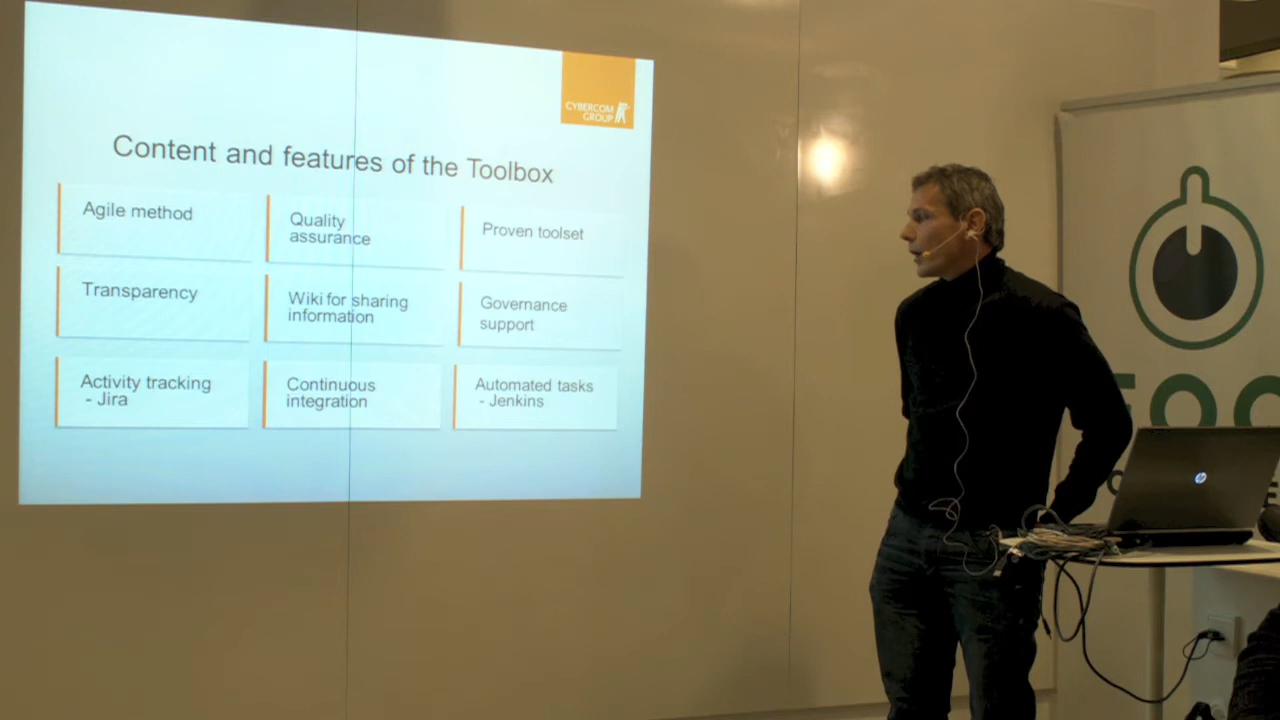 CYBERCOM
GROUP
Content and features of the Toolbox
Agile method
Quality
assurance
Proven toolset
Transparency
Wiki for sharing
information
Governance
support
Activity tracking
- Jira
Continuous
integration
Automated tasks
- Jenkins
hp